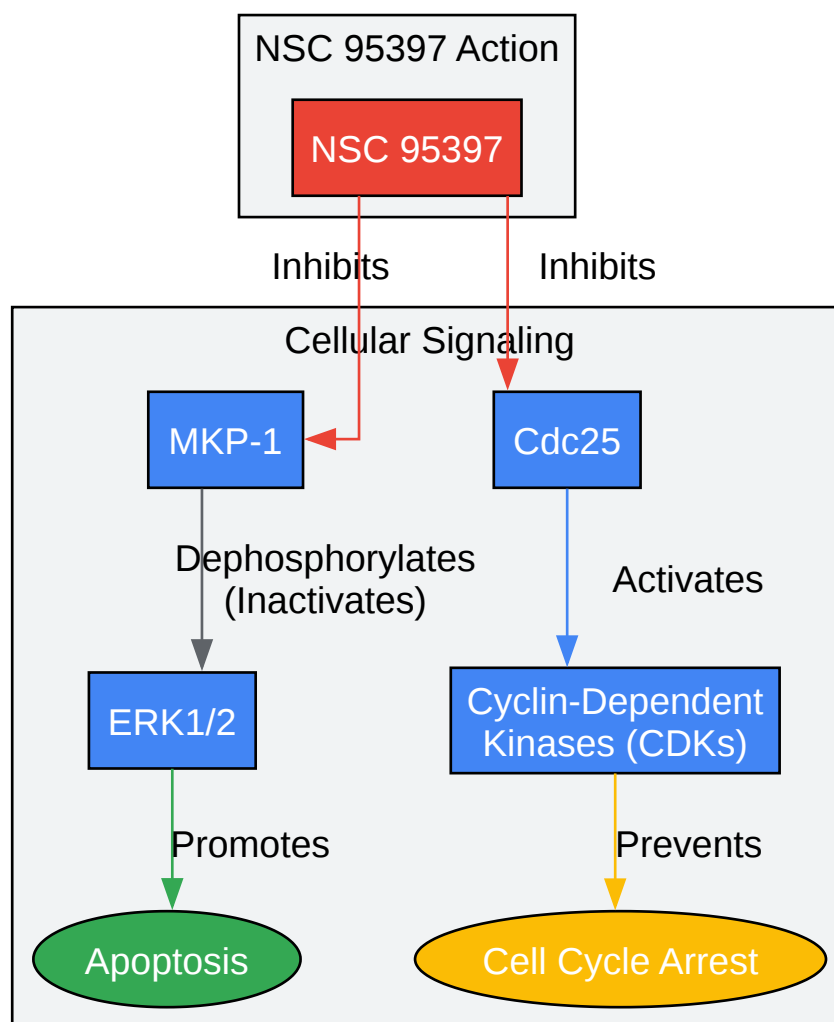 NSC 95397 Action
NSC 95397
Inhibits
Inhibits
Cellular Signaling
MKP-1
Cdc25
Dephosphorylates
(Inactivates)
Activates
ERK1/2
Cyclin-Dependent
Kinases (CDKs)
Promotes
Prevents
Apoptosis
Cell Cycle Arrest